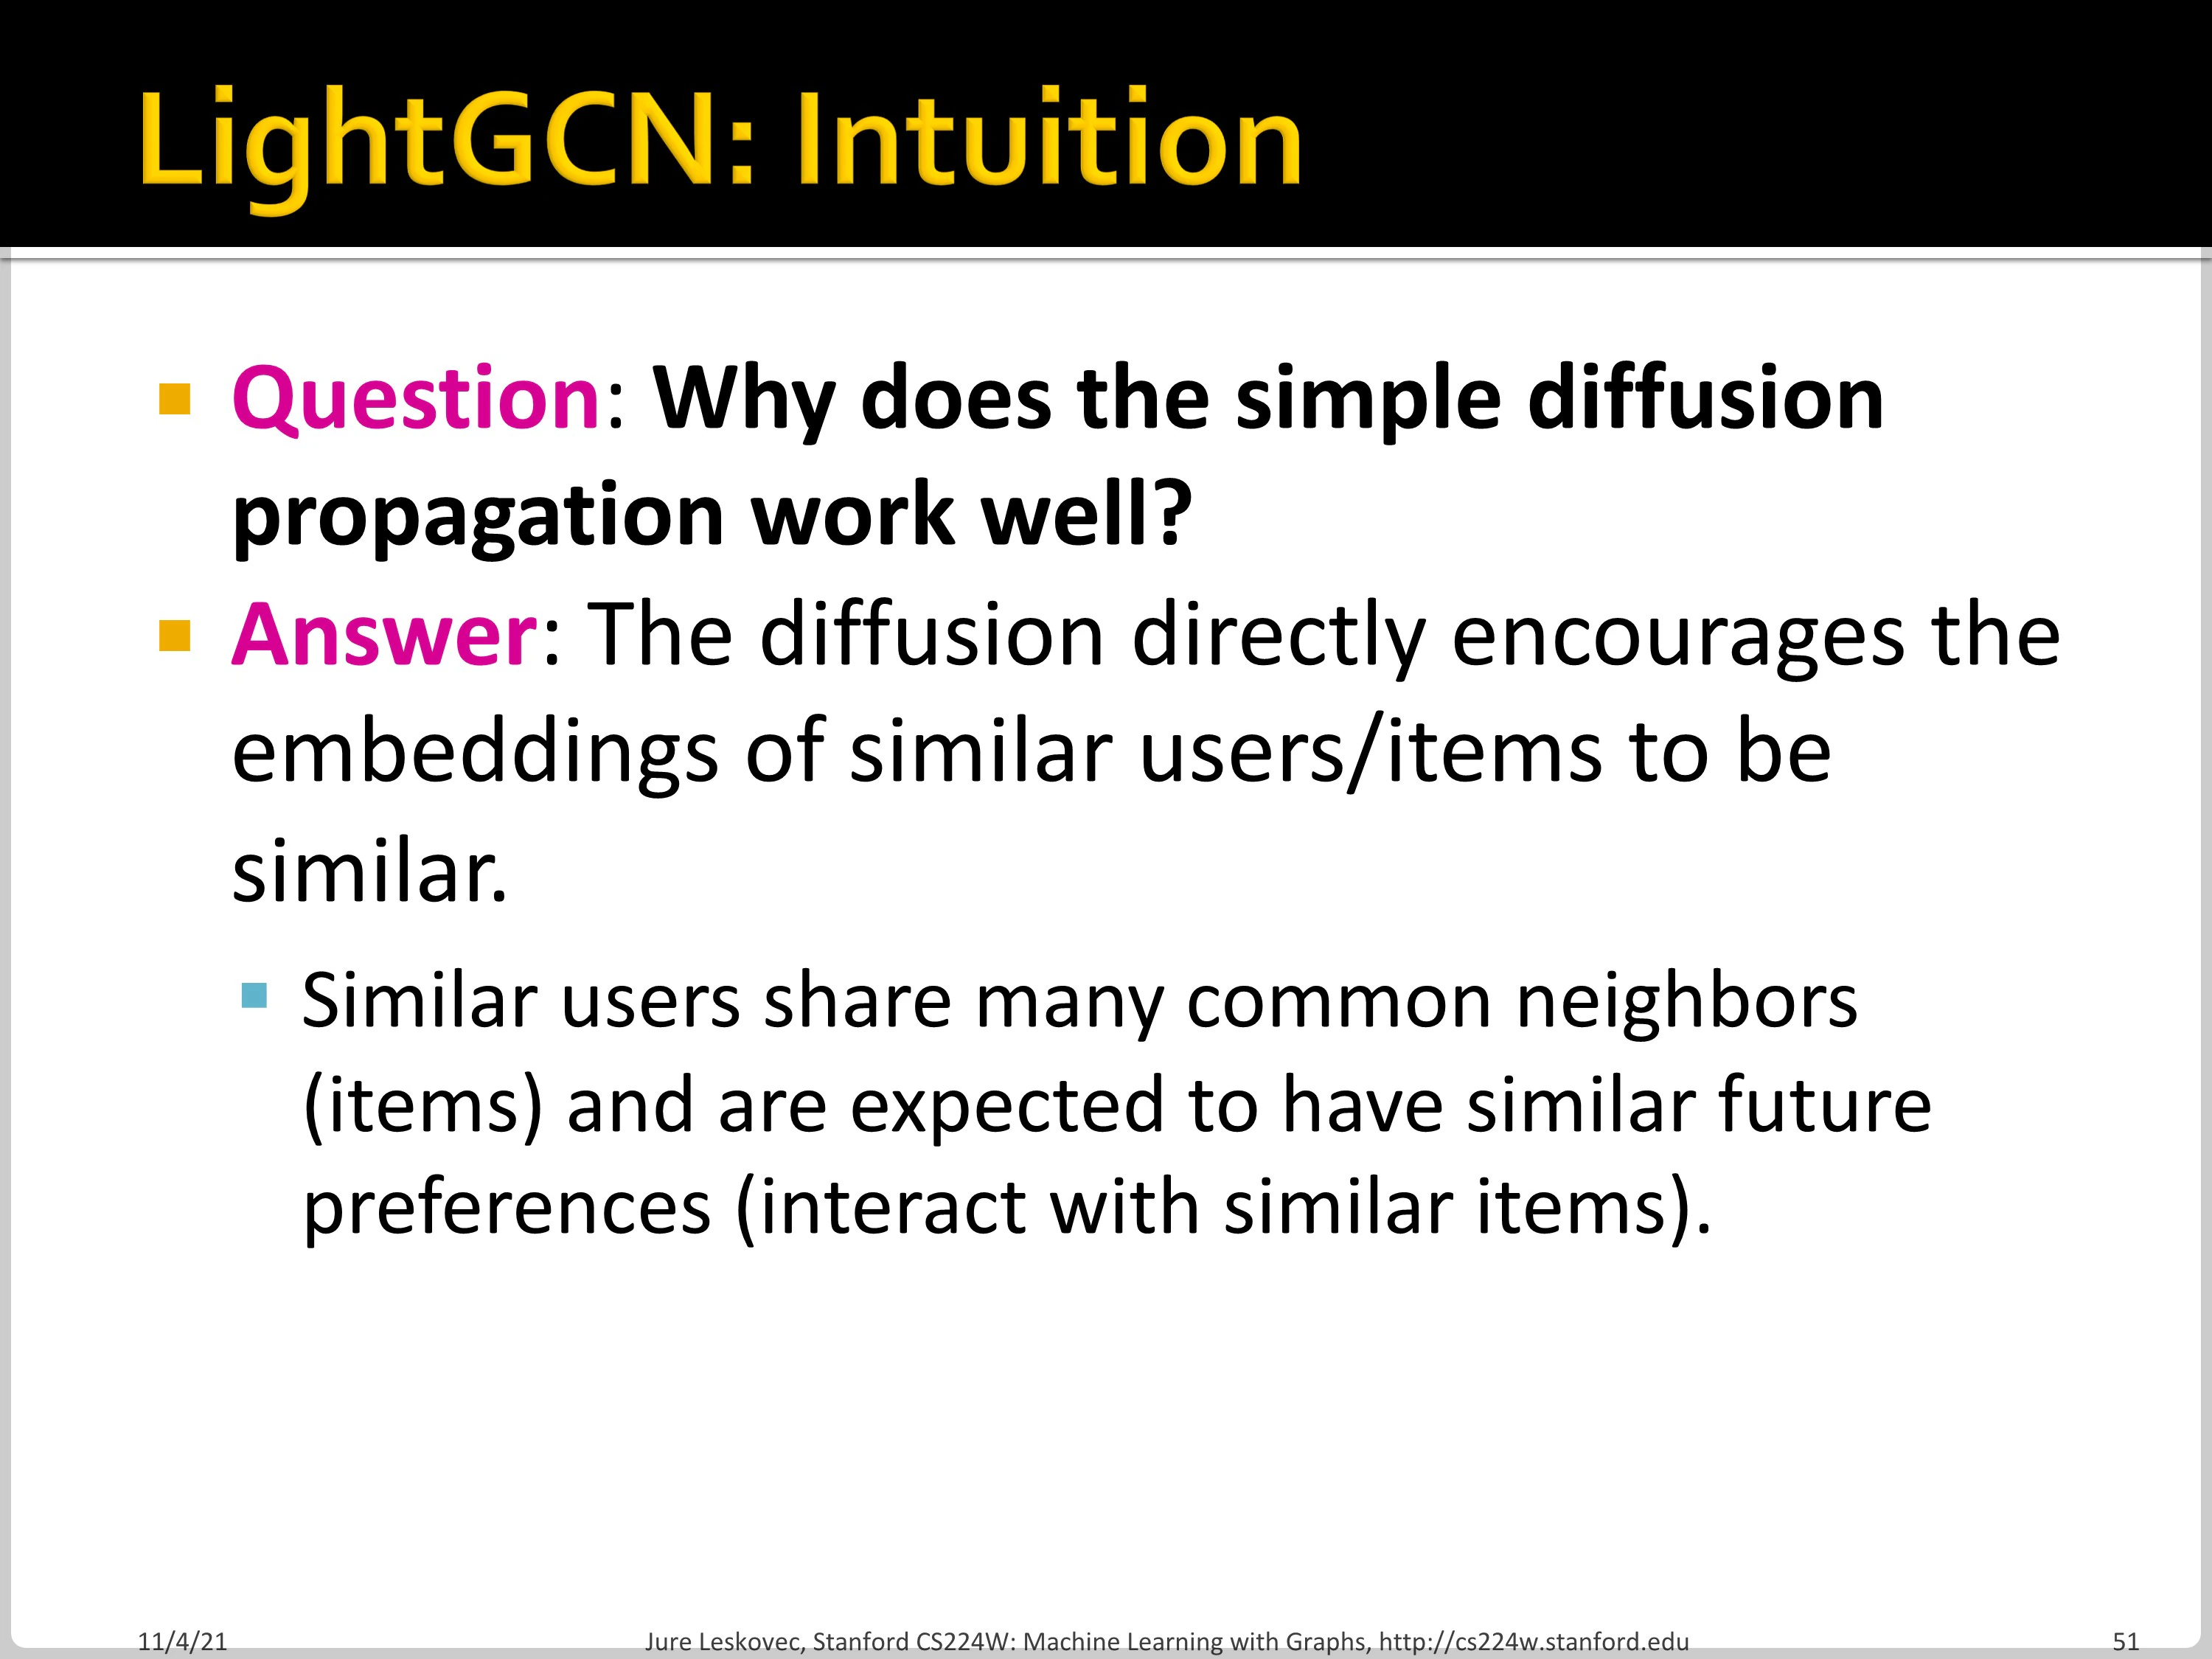 LightGCN: Intuition
Question: Why does the simple diffusion
propagation work well?
Answer: The diffusion directly encourages the
embeddings of similar users/items to be
similar.
Similar users share many common neighbors
(items) and are expected to have similar future
preferences (interact with similar items).
11/4/21
Jure Leskovec, Stanford CS224W: Machine Learning with Graphs, http://cs224w.stanford.edu
51